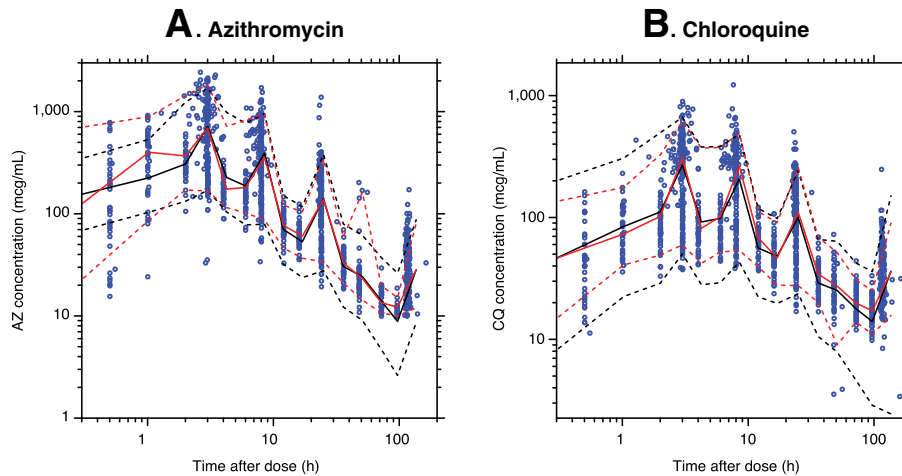 A. Azithromycin
AZ concentration (mcg/mL)
1,000
100
10
1
1 10 100
Time after dose (h)
B. Chloroquine
CQ concentration (mcg/mL)
1,000
100
10
1 10 100
Time after dose (h)